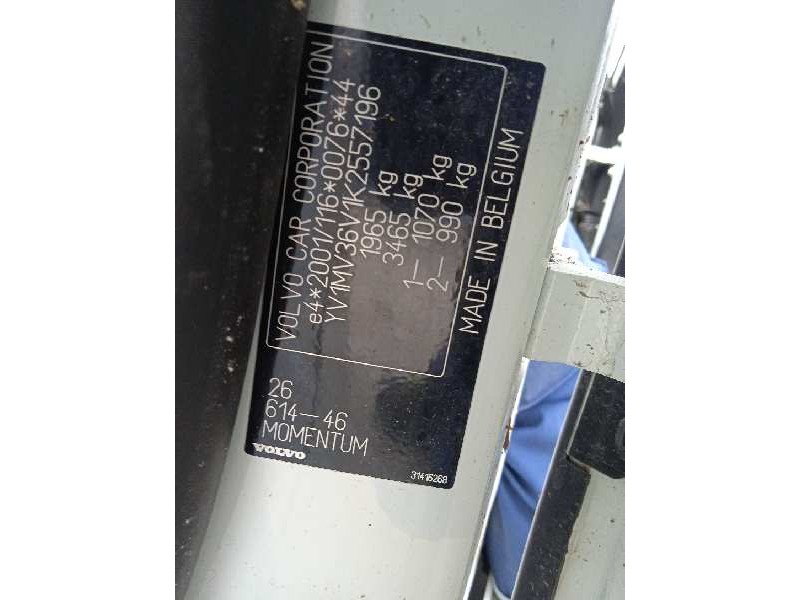 VOLVO CAR CORPORATION
e4*2001/116*0076*44
YV1MV36V1K2557196
1965 kg
3465 kg
1– 1070 kg
2– 990 kg
MADE IN BELGIUM
26
614–46
MOMENTUM
VOLVO
31416268